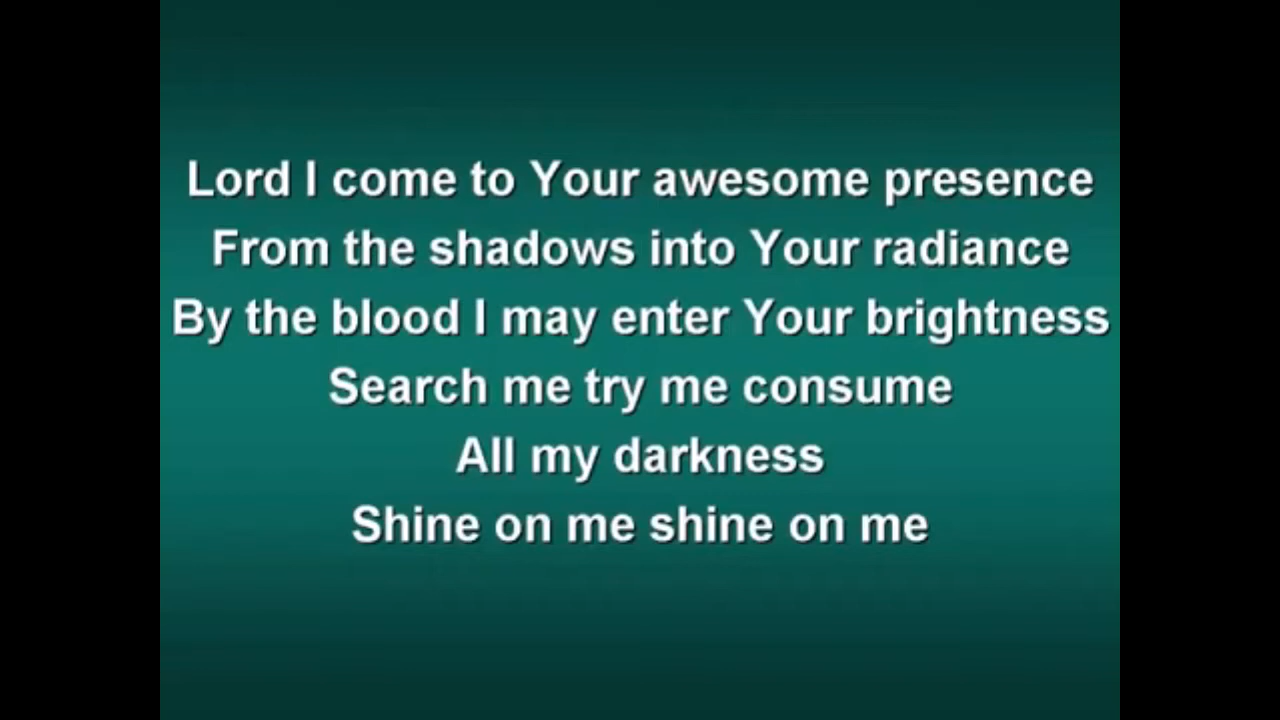 Lord I come to Your awesome presence
From the shadows into Your radiance
By the blood I may enter Your brightness
Search me try me consume
All my darkness
Shine on me shine on me